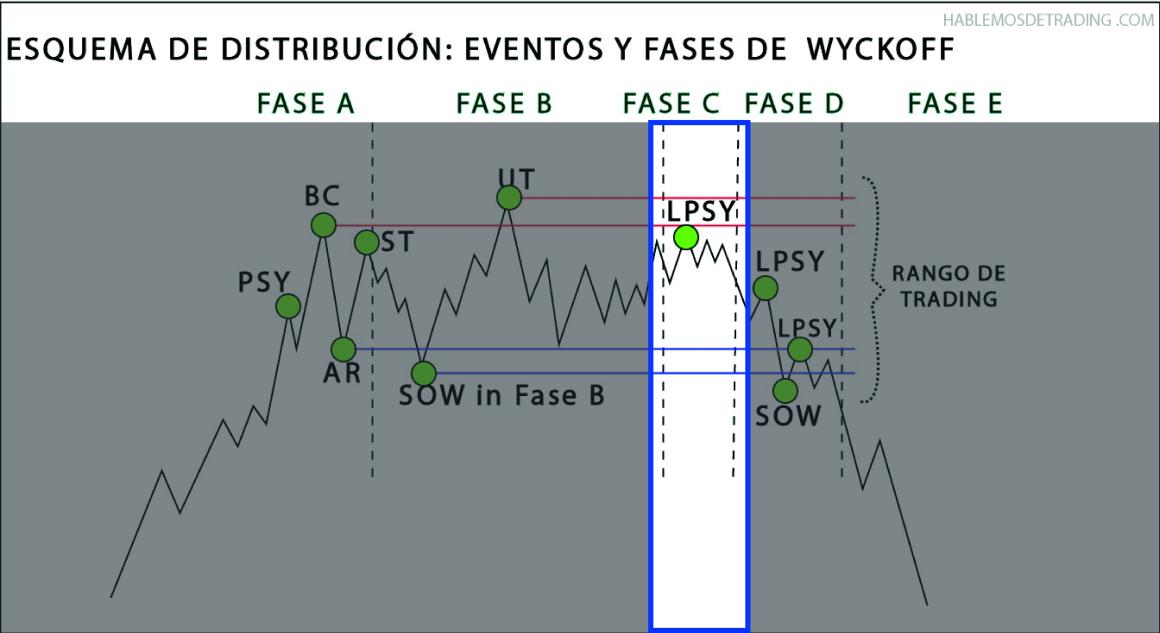 HABLEMOSDETRADING .COM
ESQUEMA DE DISTRIBUCIÓN: EVENTOS Y FASES DE WYCKOFF
FASE A FASE B FASE C FASE D FASE E
UT
BC
LPSY
ST
LPSY
PSY
RANGO DE
TRADING
LPSY
AR
SOW in Fase B
SOW